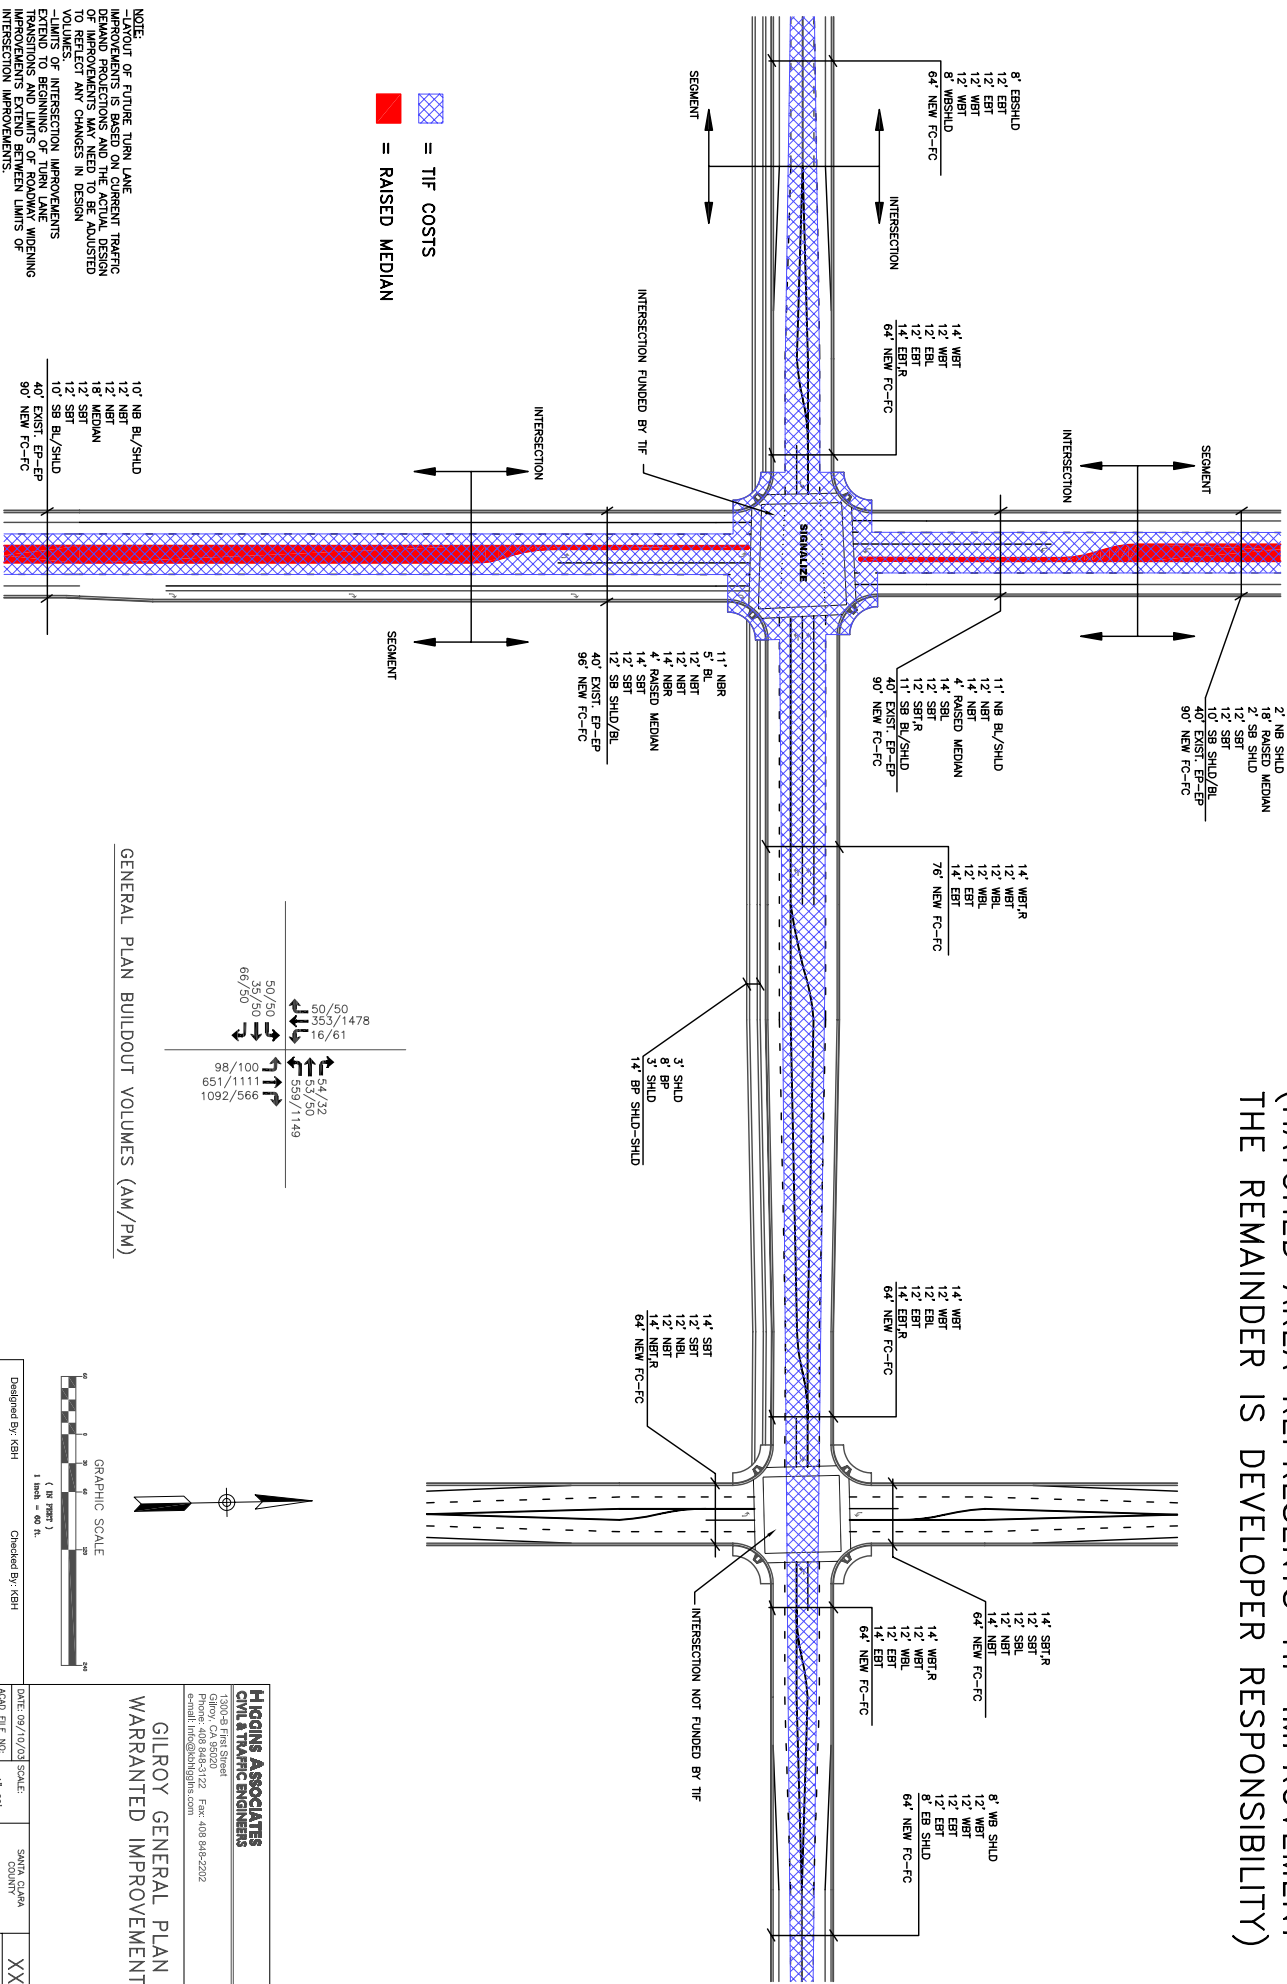 (HATCHED AREA REPRESENTS TIF IMPROVEMENT
THE REMAINDER IS DEVELOPER RESPONSIBILITY)
2' NB SHLD
18' RAISED MEDIAN
2' SB SHLD
12' SBT
12' SBT
10' SB SHLD/BL
40' EXIST. EP-EP
90' NEW FC-FC
SEGMENT
INTERSECTION
11' NB BL/SHLD
12' NBT
14' NBT
4' RAISED MEDIAN
14' SBL
12' SBT
12' SBT,R
11' SB BL/SHLD
40' EXIST. EP-EP
90' NEW FC-FC
8' EBSHLD
12' EBT
12' EBT
12' WBT
12' WBT
8' WBSHLD
64' NEW FC-FC
INTERSECTION
SEGMENT
14' WBT
12' WBT
12' EBL
12' EBT
14' EBT,R
64' NEW FC-FC
14' WBT,R
12' WBT
12' WBL
12' WBL
12' EBT
14' EBT
76' NEW FC-FC
14' WBT
12' WBT
12' EBL
12' EBT
14' EBT,R
64' NEW FC-FC
14' SBT,R
12' SBT
12' SBL
12' NBT
14' NBT
64' NEW FC-FC
14' WBT,R
12' WBT
12' WBL
12' EBT
14' EBT
64' NEW FC-FC
8' WB SHLD
12' WBT
12' WBT
12' EBT
12' EBT
8' EB SHLD
64' NEW FC-FC
SIGNALIZE
INTERSECTION FUNDED BY TIF
INTERSECTION NOT FUNDED BY TIF
3' SHLD
8' BP
3' SHLD
14' BP SHLD-SHLD
14' SBT
12' SBT
12' NBL
12' NBT
14' NBT,R
64' NEW FC-FC
11' NBR
5' BL
12' NBT
12' NBT
14' NBR
4' RAISED MEDIAN
14' SBT
12' SBT
12' SB SHLD/BL
40' EXIST. EP-EP
96' NEW FC-FC
INTERSECTION
SEGMENT
= TIF COSTS
= RAISED MEDIAN
10' NB BL/SHLD
12' NBT
12' NBT
18' MEDIAN
12' SBT
12' SBT
10' SB BL/SHLD
40' EXIST. EP-EP
90' NEW FC-FC
NOTE:
-LAYOUT OF FUTURE TURN LANE
IMPROVEMENTS IS BASED ON CURRENT TRAFFIC
DEMAND PROJECTIONS AND THE ACTUAL DESIGN
OF IMPROVEMENTS MAY NEED TO BE ADJUSTED
TO REFLECT ANY CHANGES IN DESIGN
VOLUMES.
-LIMITS OF INTERSECTION IMPROVEMENTS
EXTEND TO BEGINNING OF TURN LANE
TRANSITIONS AND LIMITS OF ROADWAY WIDENING
IMPROVEMENTS EXTEND BETWEEN LIMITS OF
INTERSECTION IMPROVEMENTS.
50/50
353/1478
16/61
50/50
35/50
66/50
54/32
53/50
559/1149
98/100
651/1111
1092/566
GENERAL PLAN BUILDOUT VOLUMES (AM/PM)
GRAPHIC SCALE
60 0 30 60 120 240
( IN FEET )
1 inch = 60 ft.
Designed By: KBH
Checked By: KBH
HIGGINS ASSOCIATES
CIVIL & TRAFFIC ENGINEERS
1300-B First Street
Gilroy, CA 95020
Phone: 408 848-3122 Fax: 408 848-2202
e-mail: info@kbhiggins.com
GILROY GENERAL PLAN
WARRANTED IMPROVEMENT
DATE: 09/10/03
SCALE:
SANTA CLARA
COUNTY
XX
ACAD FILE NO: